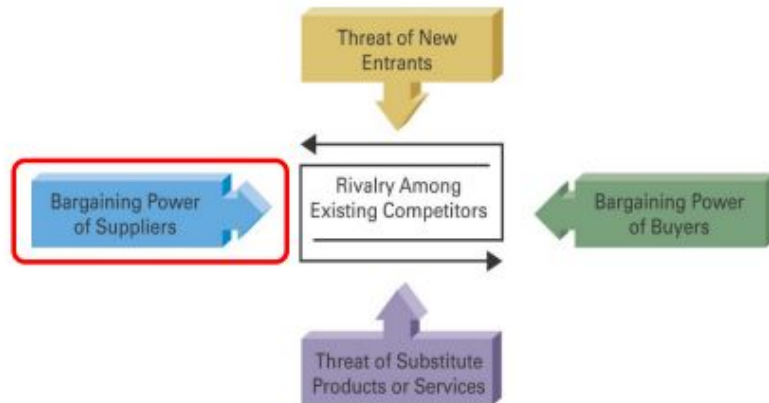 Threat of New
Entrants
Bargaining Power
of Suppliers
Rivalry Among
Existing Competitors
Bargaining Power
of Buyers
Threat of Substitute
Products or Services